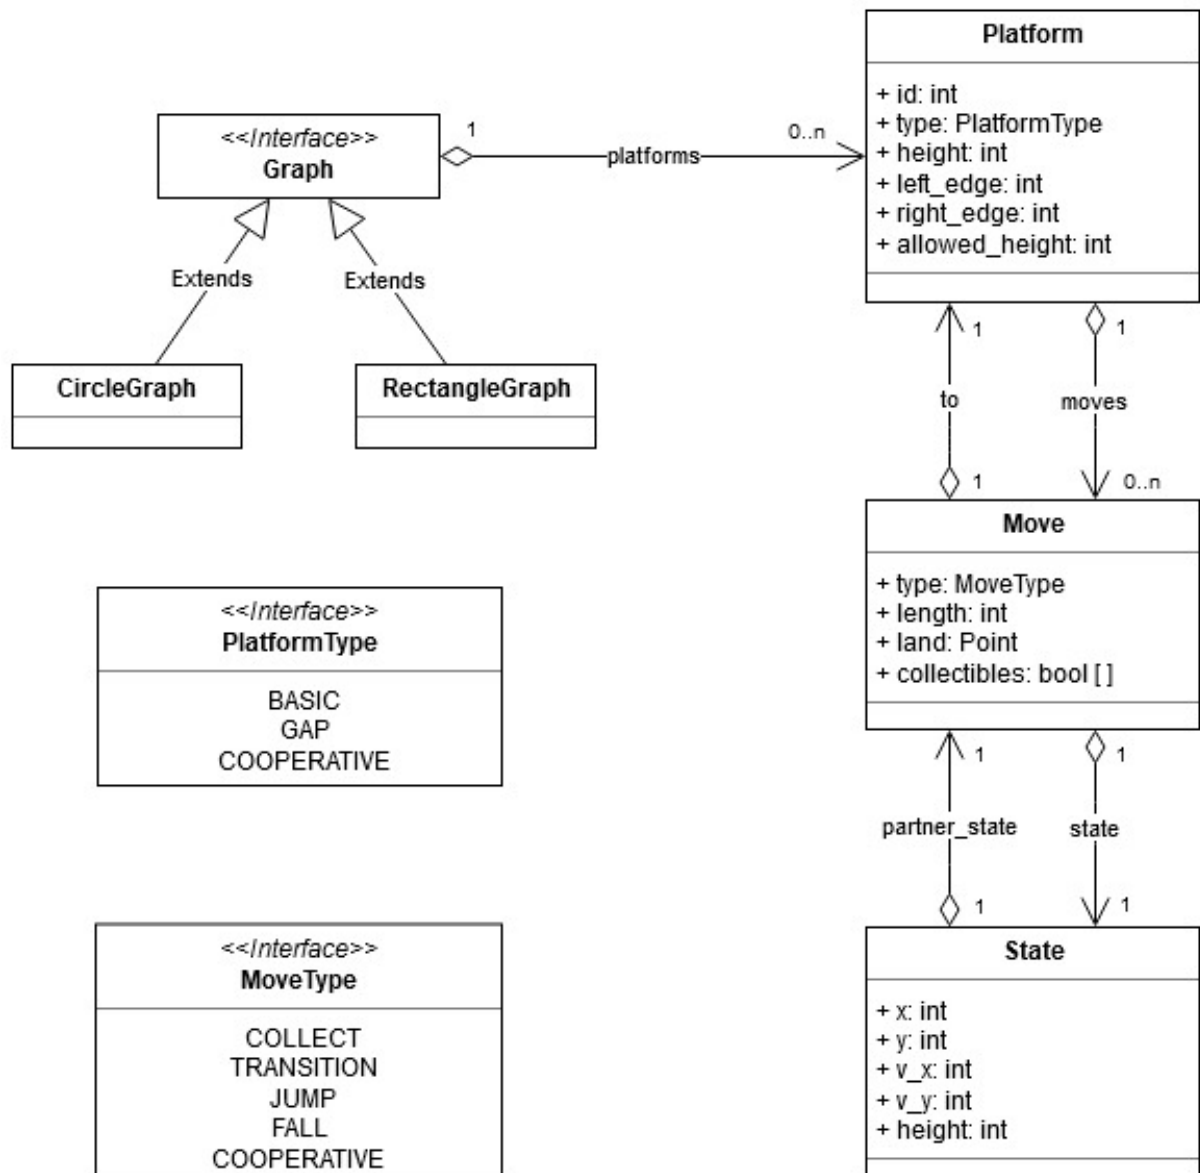 Platform
+ id: int
+ type: PlatformType
+ height: int
+ left_edge: int
+ right_edge: int
+ allowed_height: int
<<Interface>>
Graph
1
platforms
0..n
Extends
Extends
CircleGraph
RectangleGraph
1
1
to
moves
1
0..n
Move
+ type: MoveType
+ length: int
+ land: Point
+ collectibles: bool [ ]
<<Interface>>
PlatformType
BASIC
GAP
COOPERATIVE
1
1
partner_state
state
1
1
State
+ x: int
+ y: int
+ v_x: int
+ v_y: int
+ height: int
<<Interface>>
MoveType
COLLECT
TRANSITION
JUMP
FALL
COOPERATIVE